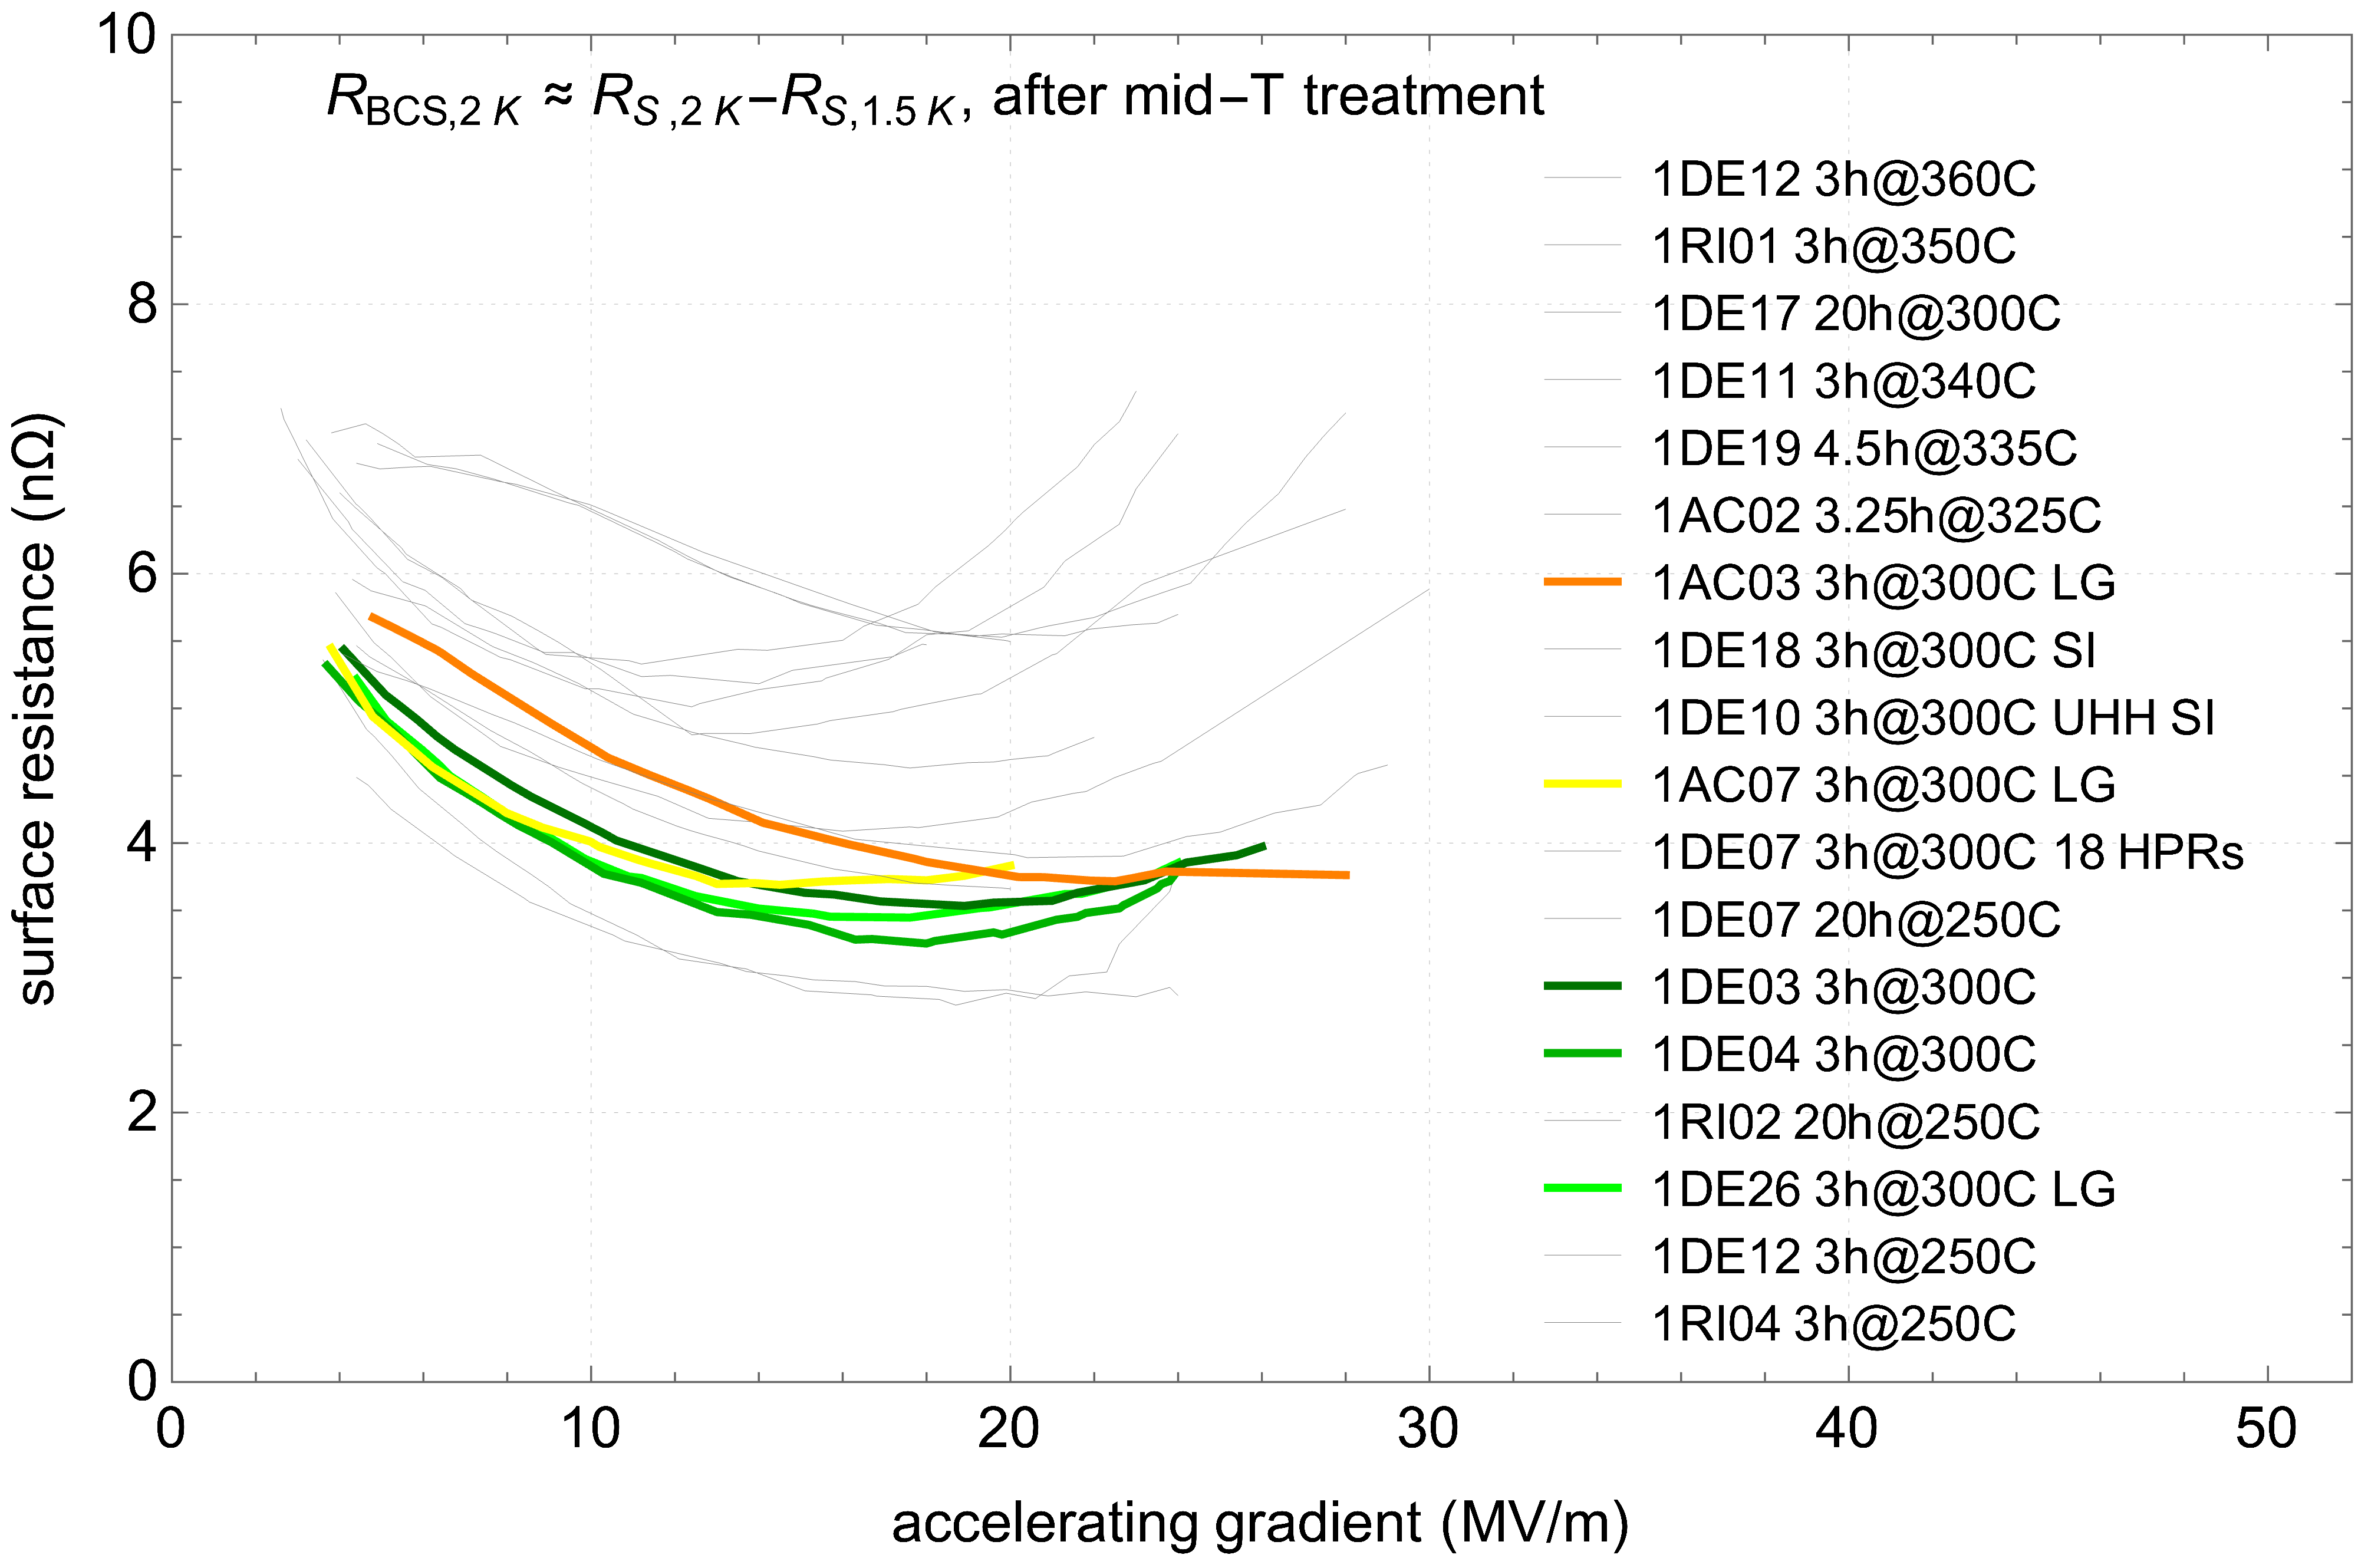 10
R_BCS,2 K ≈ R_S,2 K−R_S,1.5 K, after mid−T treatment
1DE12 3h@360C
1RI01 3h@350C
1DE17 20h@300C
8
1DE11 3h@340C
1DE19 4.5h@335C
1AC02 3.25h@325C
6
1AC03 3h@300C LG
1DE18 3h@300C SI
1DE10 3h@300C UHH SI
1AC07 3h@300C LG
4
1DE07 3h@300C 18 HPRs
1DE07 20h@250C
1DE03 3h@300C
1DE04 3h@300C
2
1RI02 20h@250C
1DE26 3h@300C LG
1DE12 3h@250C
1RI04 3h@250C
0
surface resistance (nΩ)
0 10 20 30 40 50
accelerating gradient (MV/m)